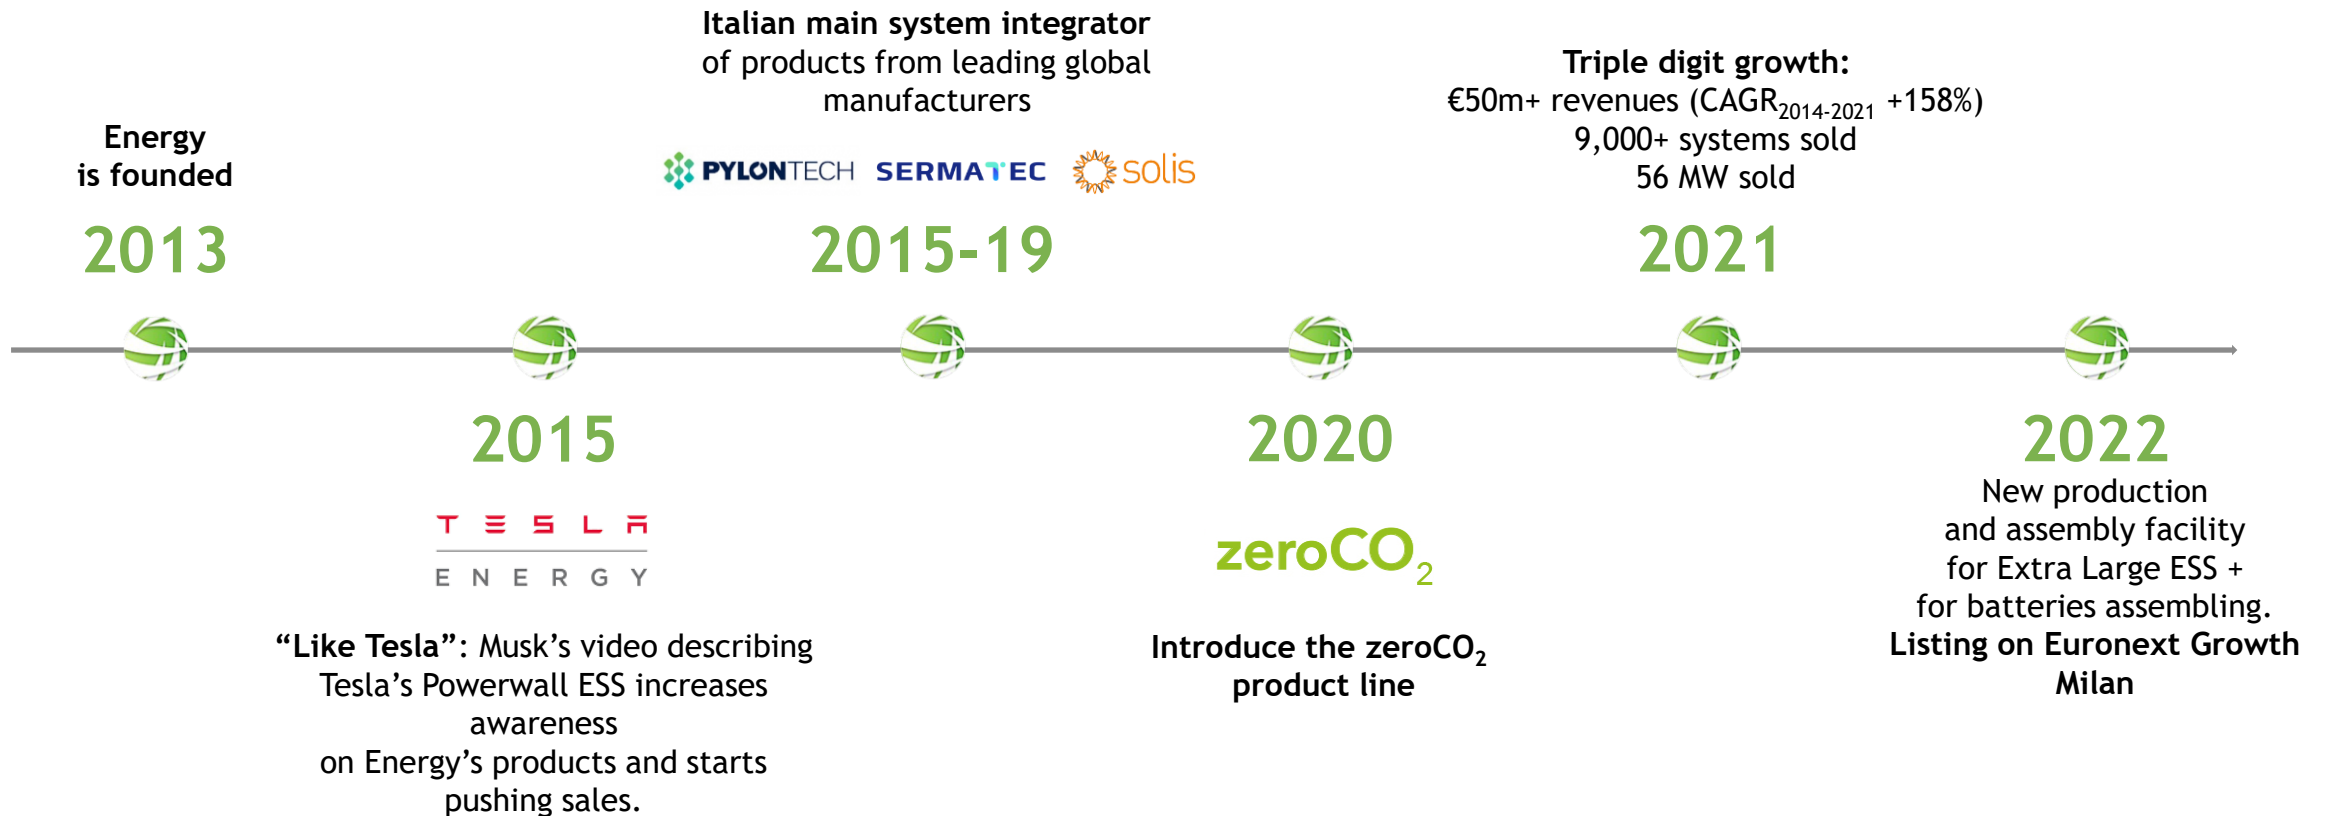 Energy
is founded
2013
TESLA
ENERGY
2015
“Like Tesla”: Musk’s video describing
Tesla’s Powerwall ESS increases
awareness
on Energy’s products and starts
pushing sales.
Italian main system integrator
of products from leading global
manufacturers
PYLONTECH SERMATEC solis
2015-19
2020
zeroCO2
Introduce the zeroCO2
product line
Triple digit growth:
€50m+ revenues (CAGR2014-2021 +158%)
9,000+ systems sold
56 MW sold
2021
2022
New production
and assembly facility
for Extra Large ESS +
for batteries assembling.
Listing on Euronext Growth
Milan